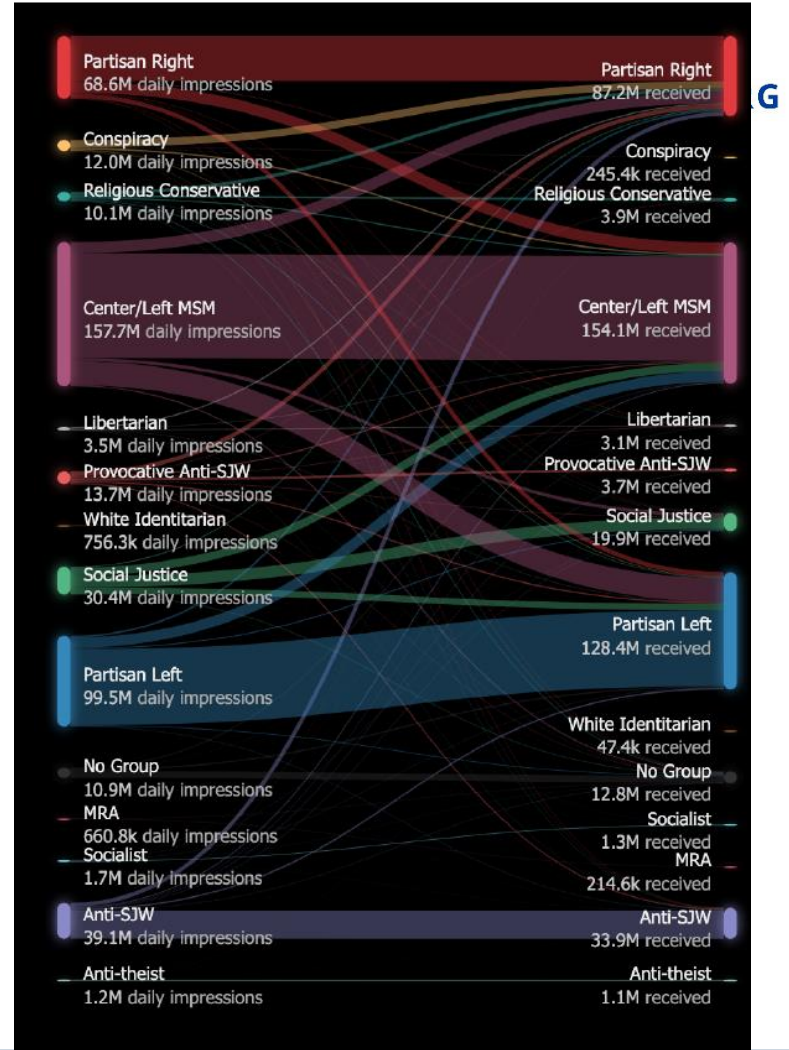 Partisan Right
68.6M daily impressions
Conspiracy
12.0M daily impressions
Religious Conservative
10.1M daily impressions
Center/Left MSM
157.7M daily impressions
Libertarian
3.5M daily impressions
Provocative Anti-SJW
13.7M daily impressions
White Identitarian
756.3k daily impressions
Social Justice
30.4M daily impressions
Partisan Left
99.5M daily impressions
No Group
10.9M daily impressions
MRA
660.8k daily impressions
Socialist
1.7M daily impressions
Anti-SJW
39.1M daily impressions
Anti-theist
1.2M daily impressions
Partisan Right
87.2M received
G
Conspiracy
245.4k received
Religious Conservative
3.9M received
Center/Left MSM
154.1M received
Libertarian
3.1M received
Provocative Anti-SJW
3.7M received
Social Justice
19.9M received
Partisan Left
128.4M received
White Identitarian
47.4k received
No Group
12.8M received
Socialist
1.3M received
MRA
214.6k received
Anti-SJW
33.9M received
Anti-theist
1.1M received